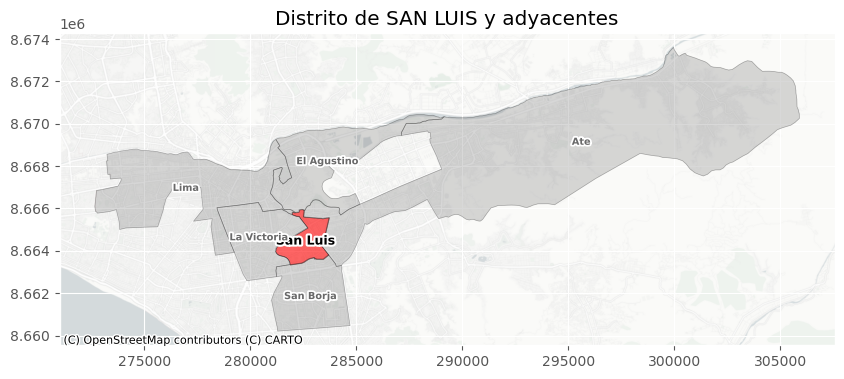 Distrito de SAN LUIS y adyacentes
1e6
8.674
8.672
8.670
8.668
8.666
8.664
8.662
8.660
Ate
El Agustino
Lima
La Victoria
San Luis
San Borja
(C) OpenStreetMap contributors (C) CARTO
275000 280000 285000 290000 295000 300000 305000